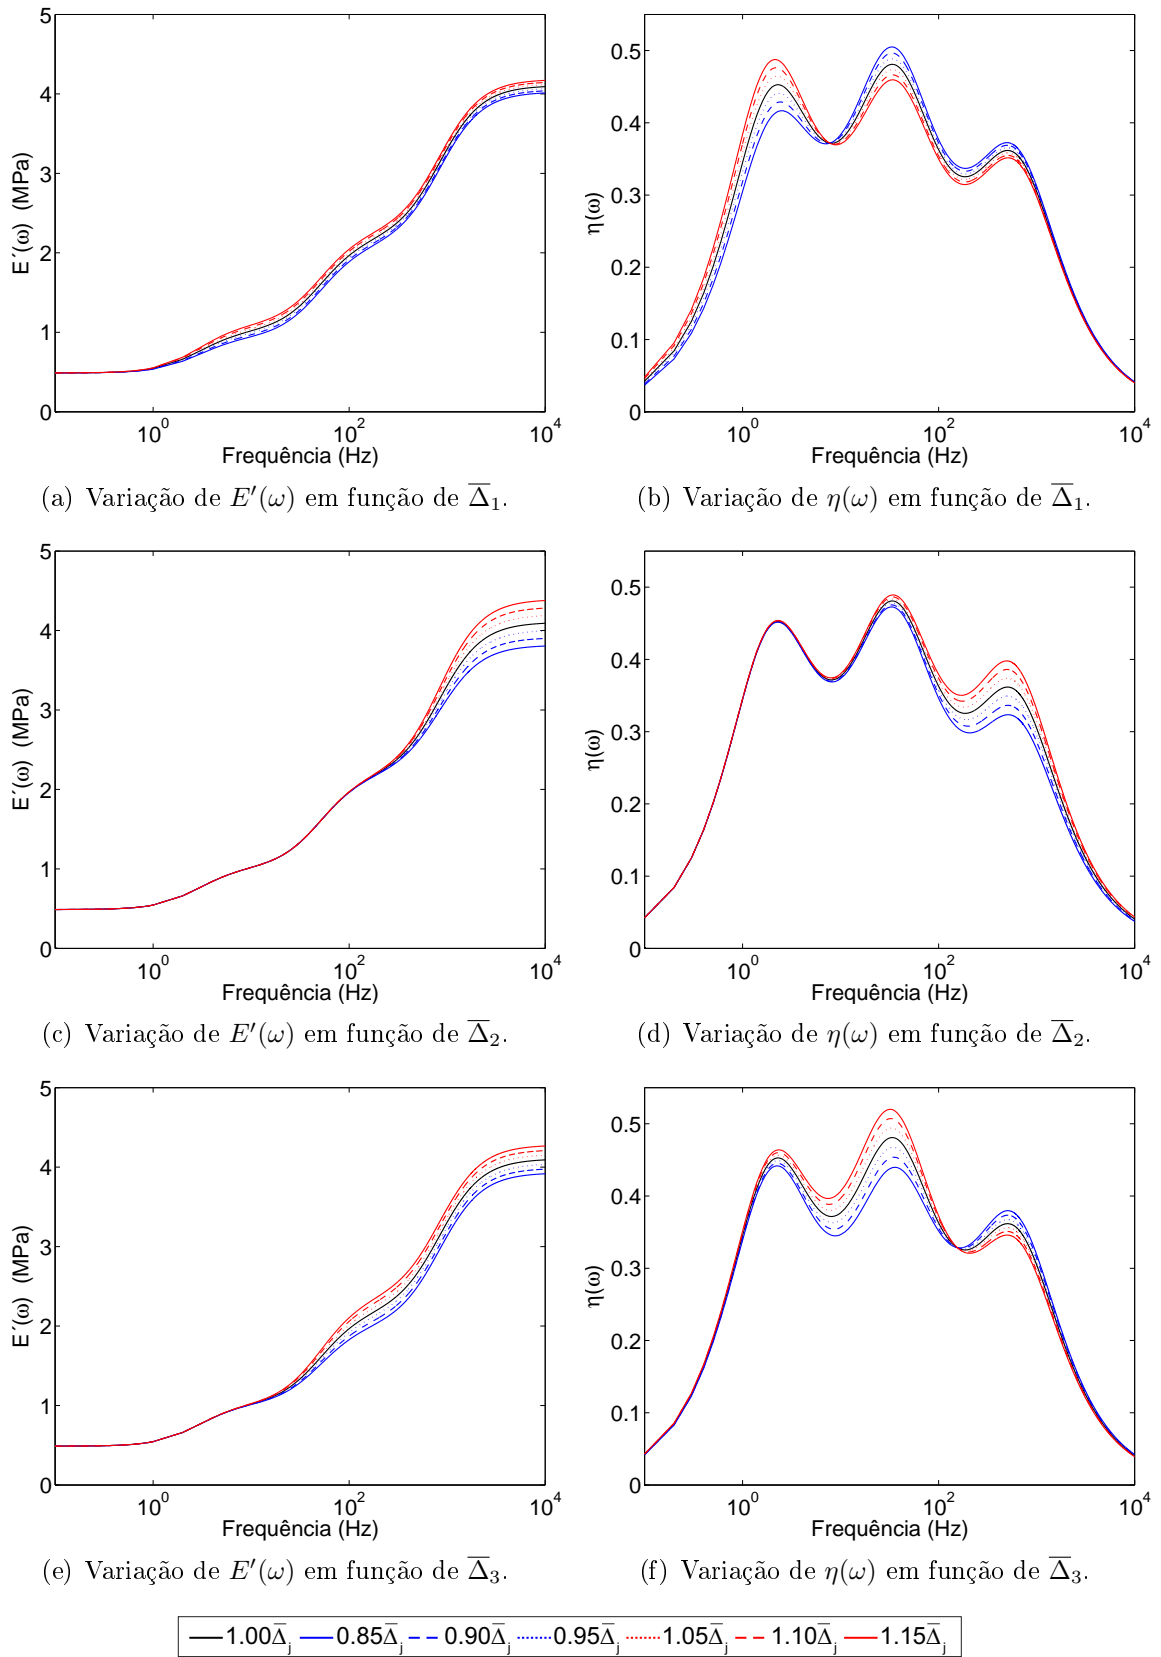 5
4
3
2
1
0
E´(ω) (MPa)
10^0
10^2
10^4
Frequência (Hz)
(a) Variação de E′(ω) em função de Δ̅₁.
0.5
0.4
0.3
0.2
0.1
0
η(ω)
10^0
10^2
10^4
Frequência (Hz)
(b) Variação de η(ω) em função de Δ̅₁.
5
4
3
2
1
0
E´(ω) (MPa)
10^0
10^2
10^4
Frequência (Hz)
(c) Variação de E′(ω) em função de Δ̅₂.
0.5
0.4
0.3
0.2
0.1
0
η(ω)
10^0
10^2
10^4
Frequência (Hz)
(d) Variação de η(ω) em função de Δ̅₂.
5
4
3
2
1
0
E´(ω) (MPa)
10^0
10^2
10^4
Frequência (Hz)
(e) Variação de E′(ω) em função de Δ̅₃.
0.5
0.4
0.3
0.2
0.1
0
η(ω)
10^0
10^2
10^4
Frequência (Hz)
(f) Variação de η(ω) em função de Δ̅₃.
1.00Δ̅ⱼ 0.85Δ̅ⱼ 0.90Δ̅ⱼ 0.95Δ̅ⱼ 1.05Δ̅ⱼ 1.10Δ̅ⱼ 1.15Δ̅ⱼ